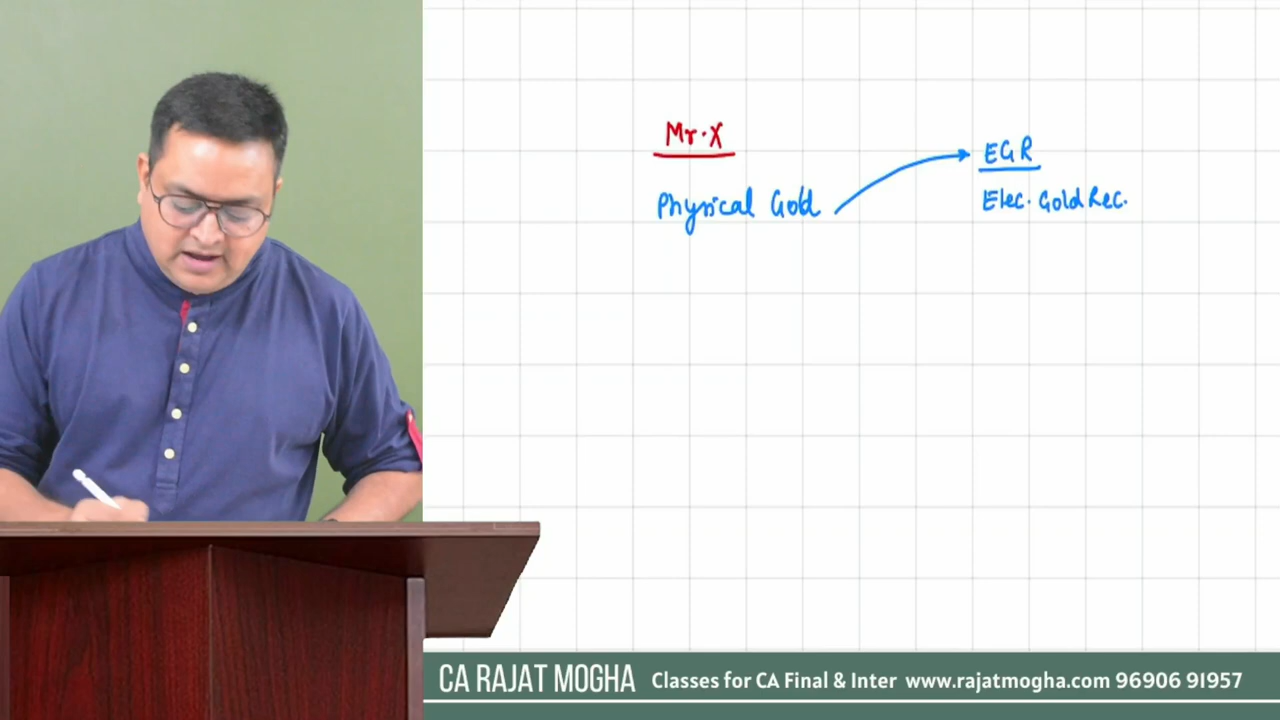 Mr. X
Physical Gold
EGR
Elec. Gold Rec.
CA RAJAT MOGHA Classes for CA Final & Inter www.rajatmogha.com 96906 91957